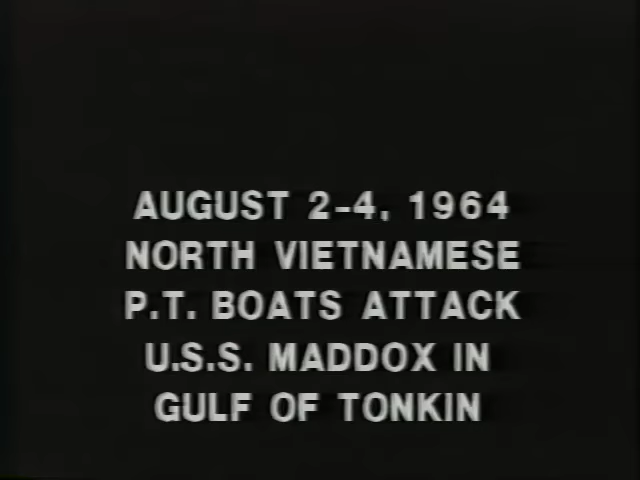 AUGUST 2-4, 1964
NORTH VIETNAMESE
P.T. BOATS ATTACK
U.S.S. MADDOX IN
GULF OF TONKIN